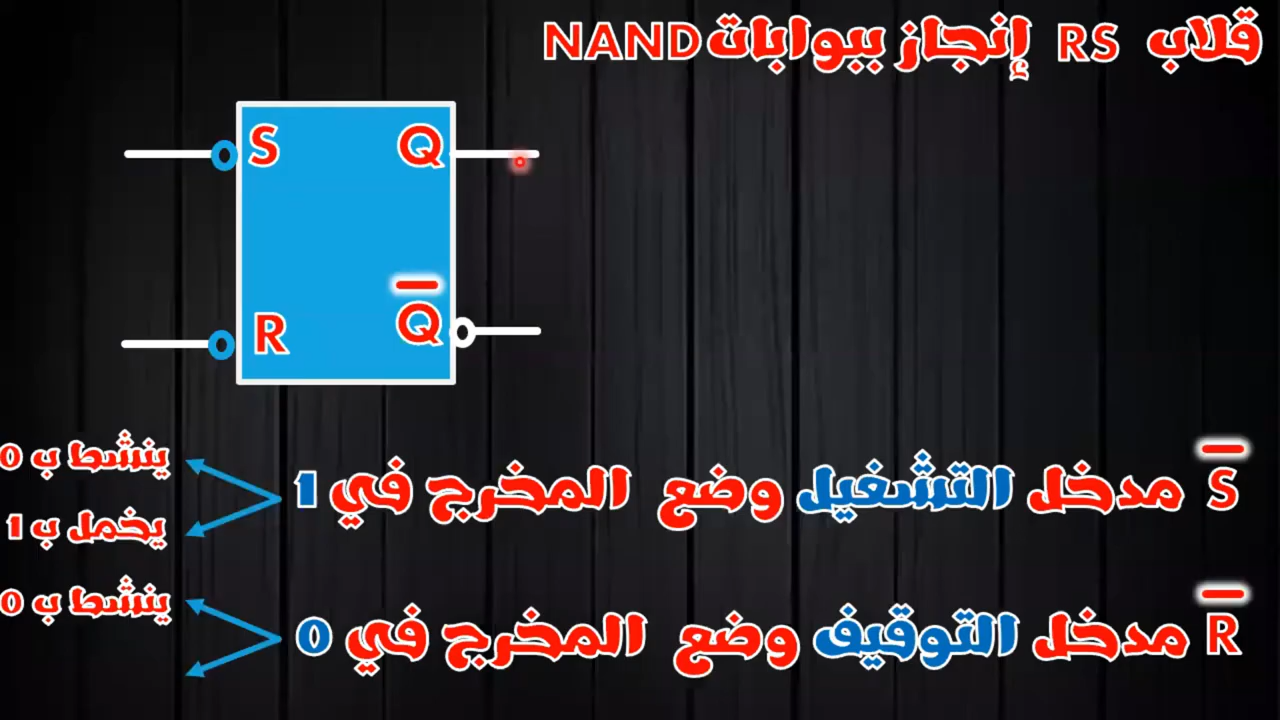 قلاب RS إنجاز ببوابات NAND
S Q
R Q̅
S̅ مدخل التشغيل وضع المخرج في 1
ينشط ب 0
يخمل ب 1
R̅ مدخل التوقيف وضع المخرج في 0
ينشط ب 0